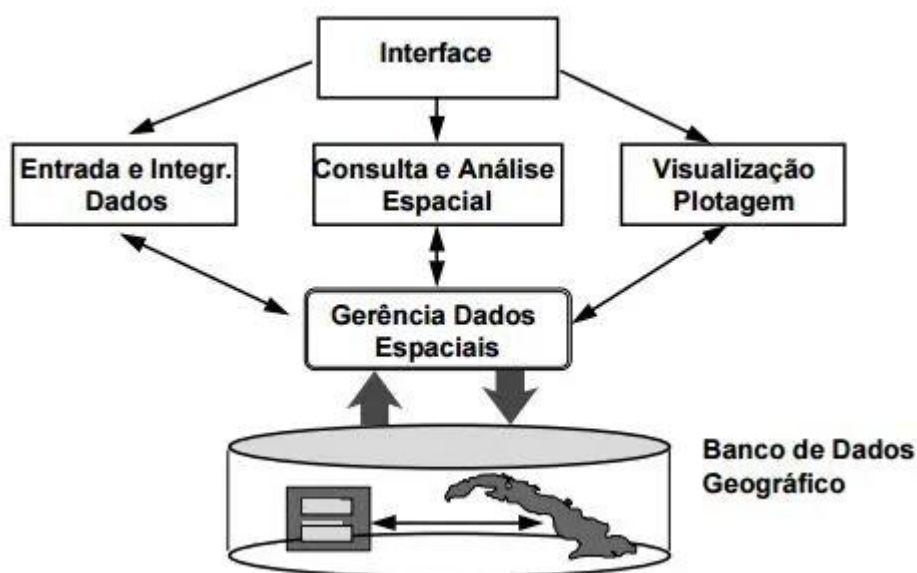 Interface
Entrada e Integr.
Dados
Consulta e Análise
Espacial
Visualização
Plotagem
Gerência Dados
Espaciais
Banco de Dados
Geográfico